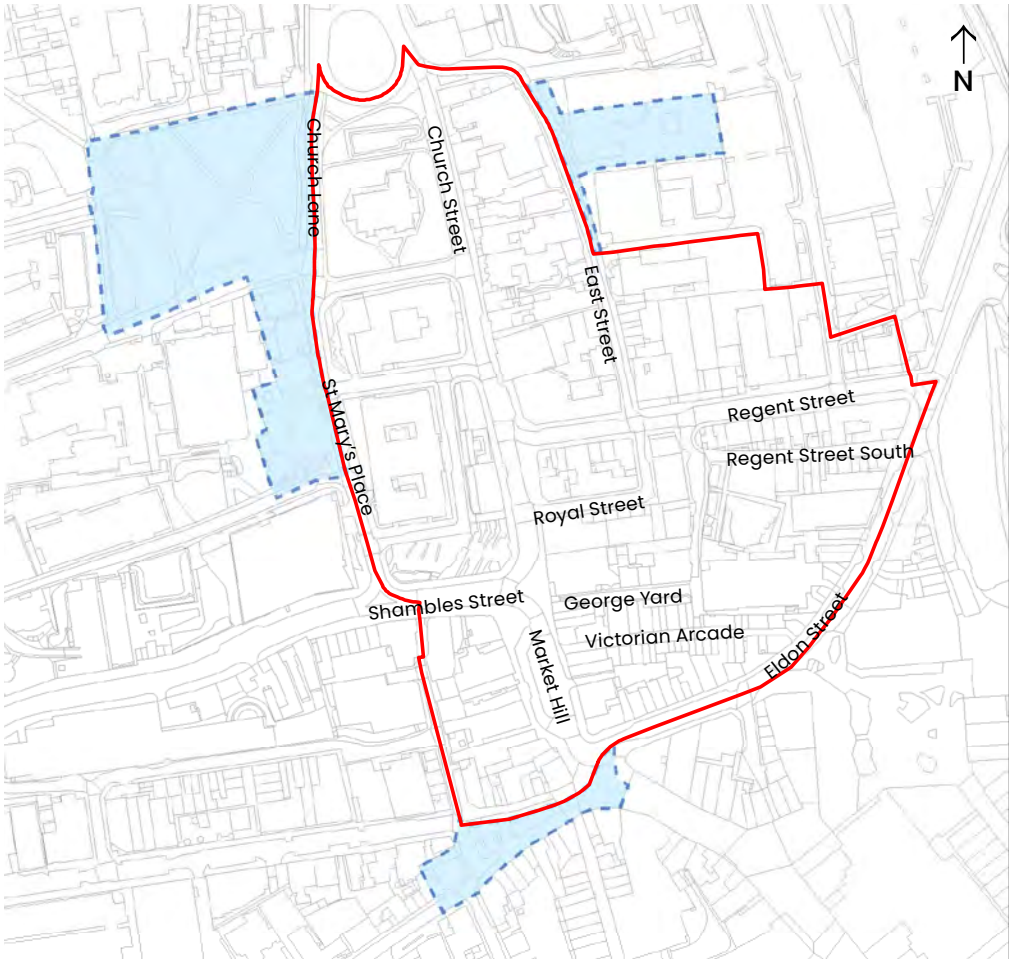 N
Church Lane
Church Street
East Street
St Mary's Place
Regent Street
Regent Street South
Royal Street
Shambles Street
George Yard
Victorian Arcade
Market Hill
Eldon Street